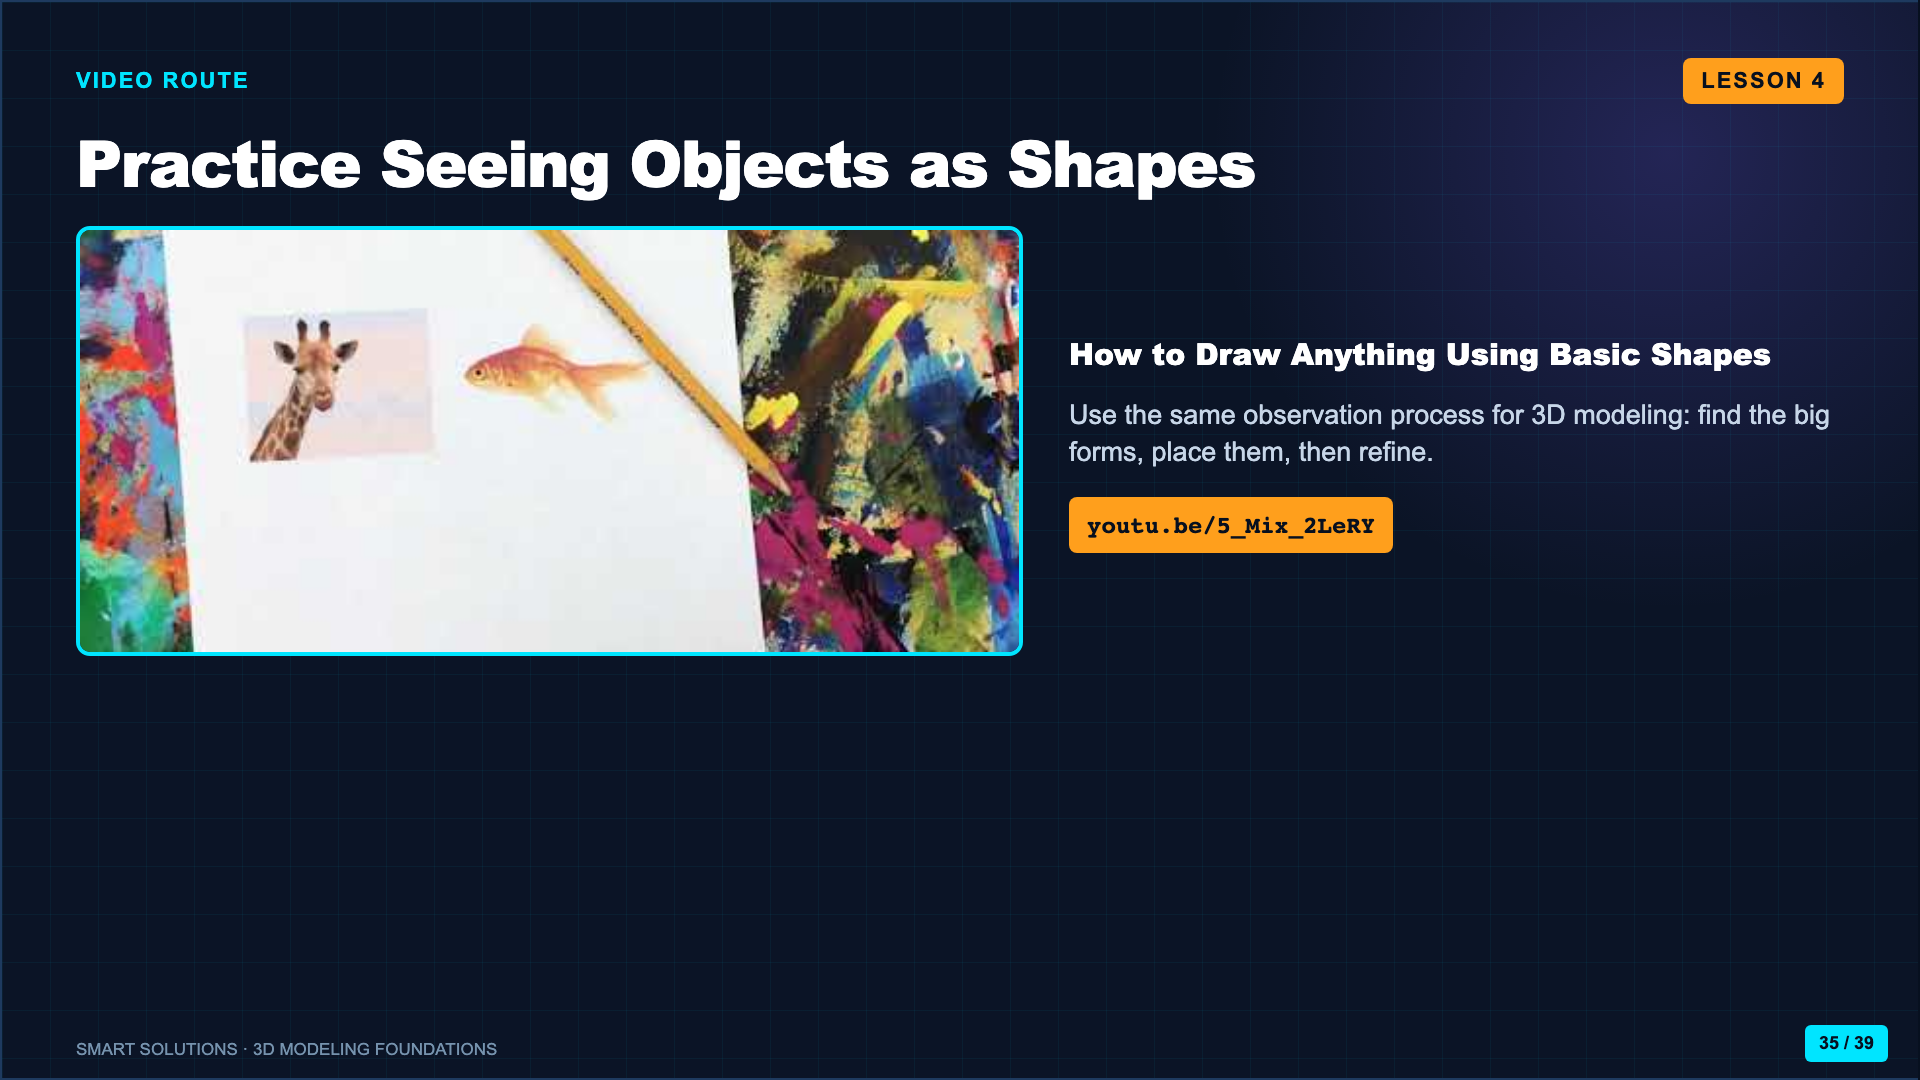 VIDEO ROUTE
LESSON 4
Practice Seeing Objects as Shapes
How to Draw Anything Using Basic Shapes
Use the same observation process for 3D modeling: find the big
forms, place them, then refine.
youtu.be/5_Mix_2LeRY
SMART SOLUTIONS · 3D MODELING FOUNDATIONS
35 / 39